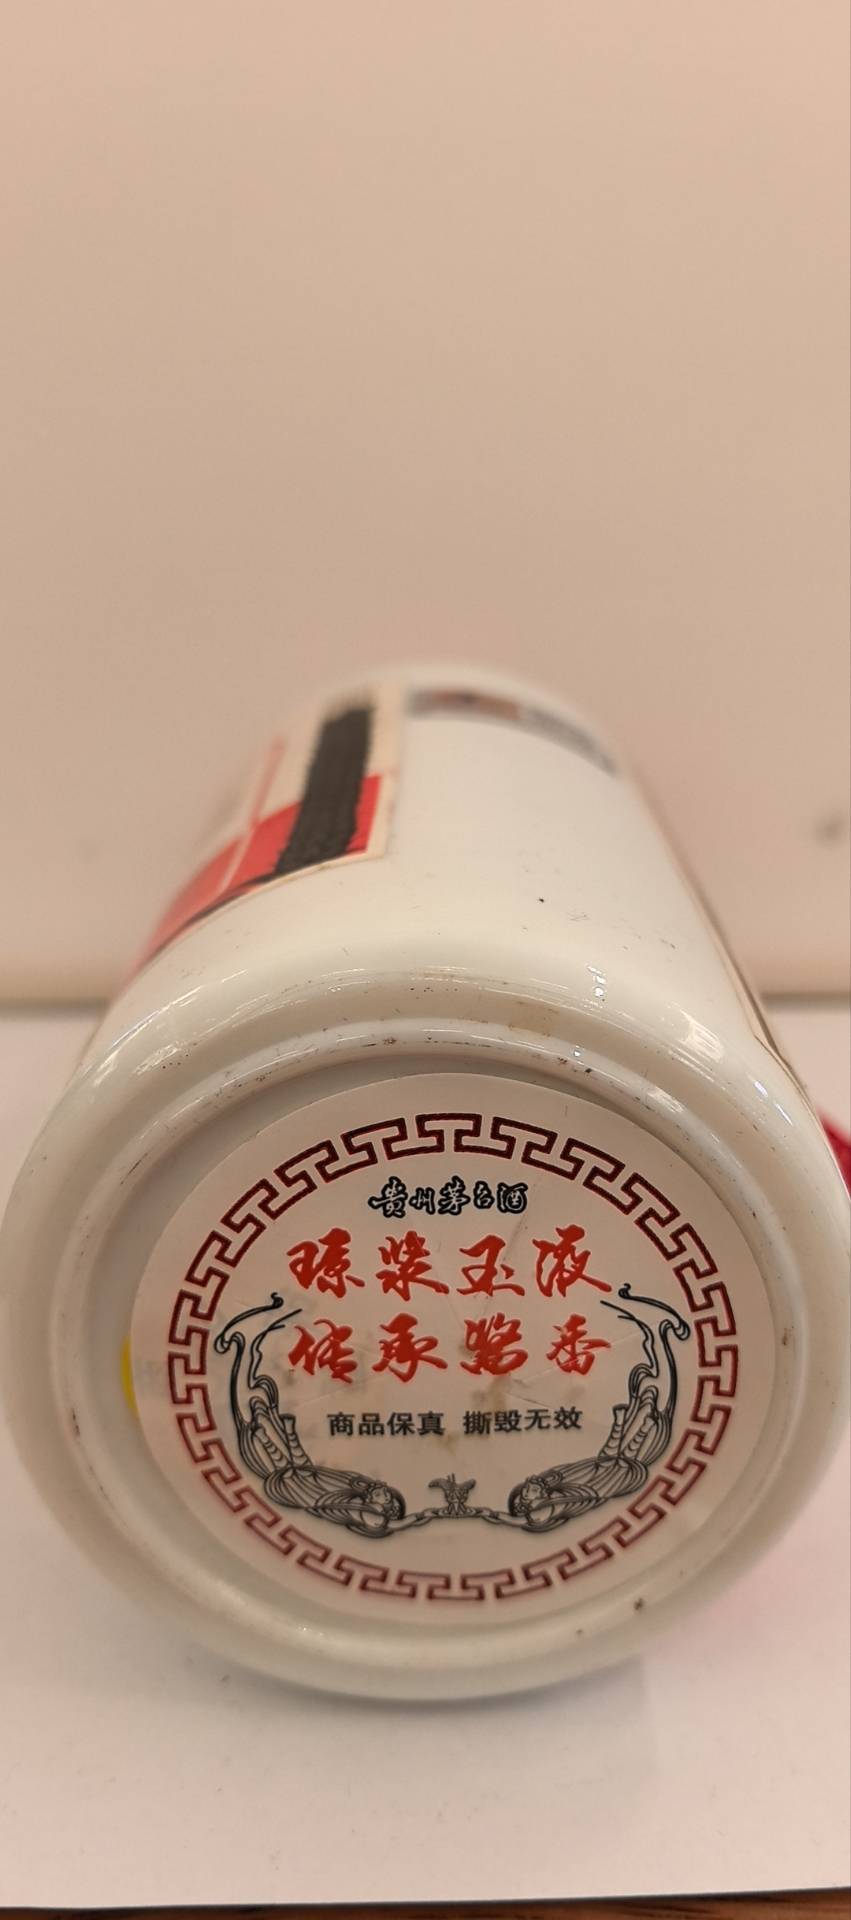 贵州茅台酒
琼浆玉液
传承酱香
商品保真 撕毁无效